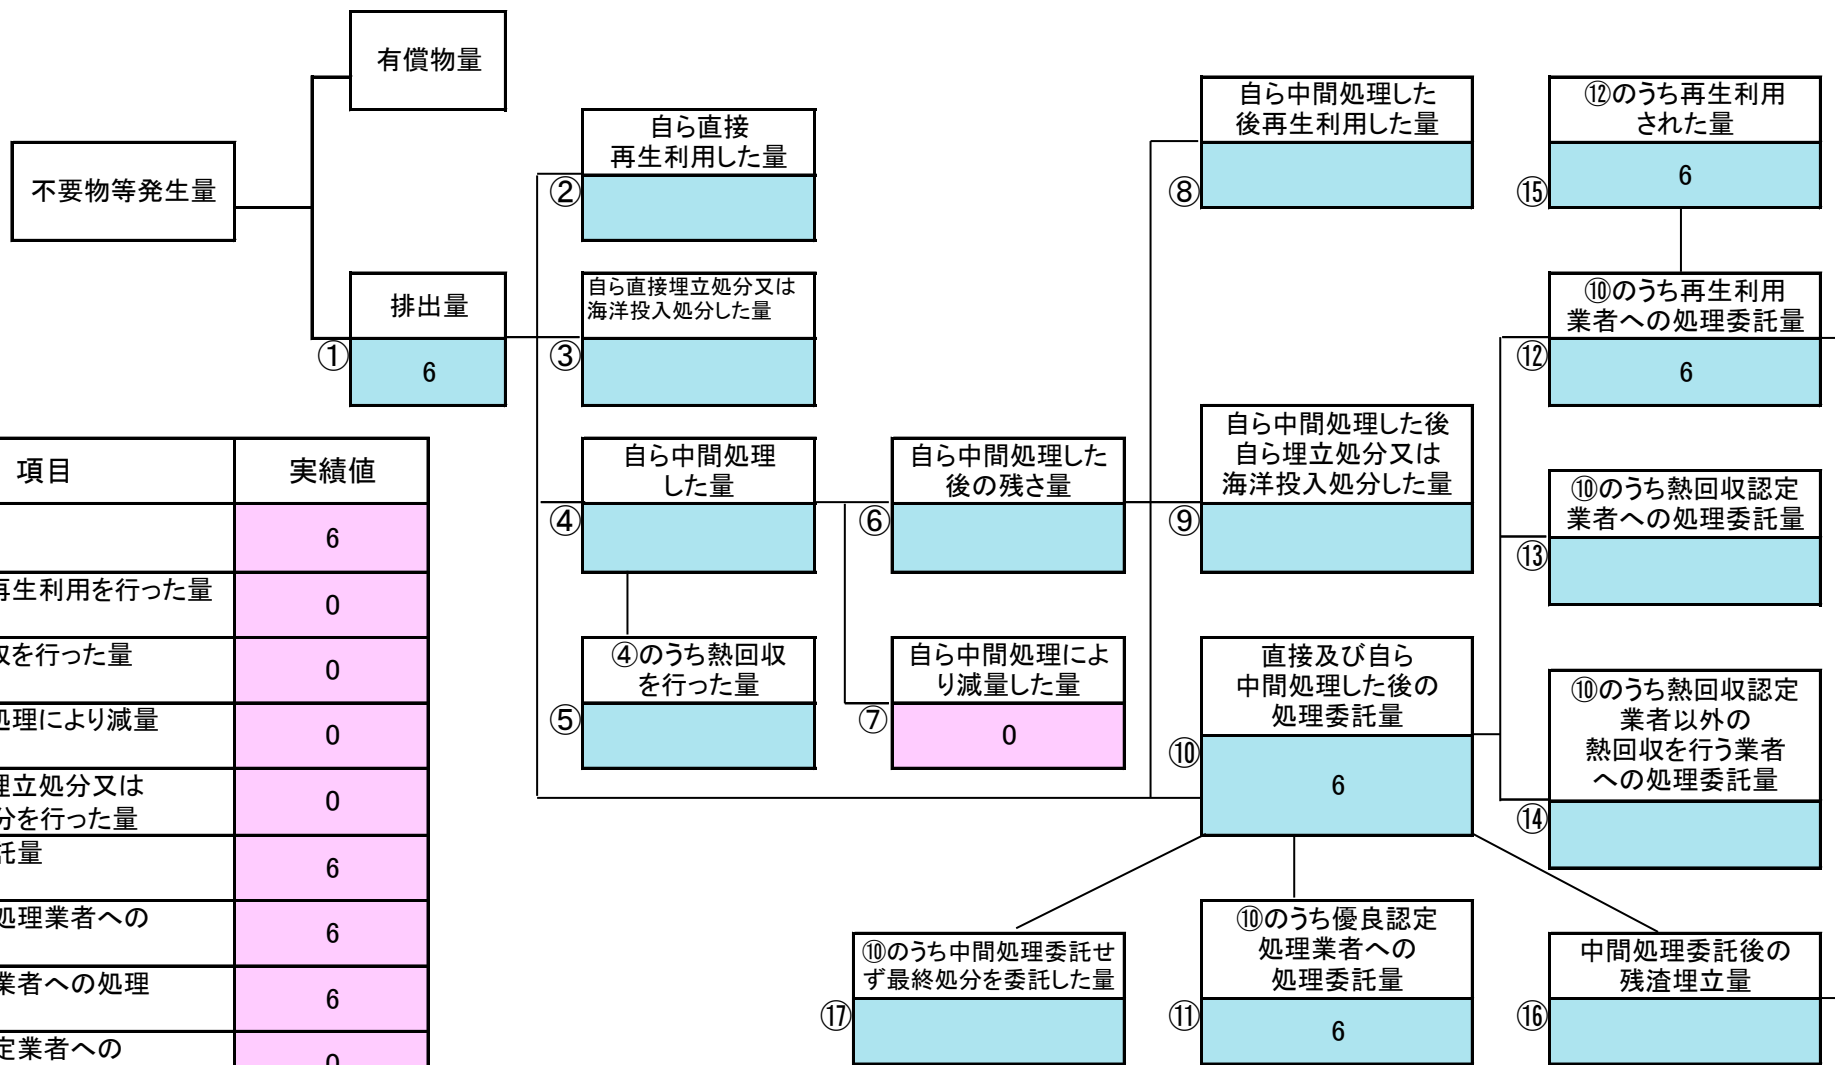 有償物量
不要物等発生量
排出量
①
6
自ら直接
再生利用した量
②
自ら直接埋立処分又は
海洋投入処分した量
③
自ら中間処理
した量
④
④のうち熱回収
を行った量
⑤
自ら中間処理した
後の残さ量
⑥
自ら中間処理によ
り減量した量
⑦
0
自ら中間処理した
後再生利用した量
⑧
自ら中間処理した後
自ら埋立処分又は
海洋投入処分した量
⑨
直接及び自ら
中間処理した後の
処理委託量
⑩
6
⑫のうち再生利用
された量
⑮
6
⑩のうち再生利用
業者への処理委託量
⑫
6
⑩のうち熱回収認定
業者への処理委託量
⑬
⑩のうち熱回収認定
業者以外の
熱回収を行う業者
への処理委託量
⑭
⑩のうち中間処理委託せ
ず最終処分を委託した量
⑰
⑩のうち優良認定
処理業者への
処理委託量
⑪
6
中間処理委託後の
残渣埋立量
⑯
項目 実績値
6
再生利用を行った量
0
収を行った量
0
処理により減量
0
埋立処分又は
分を行った量
0
託量
6
処理業者への
6
業者への処理
6
定業者への
0